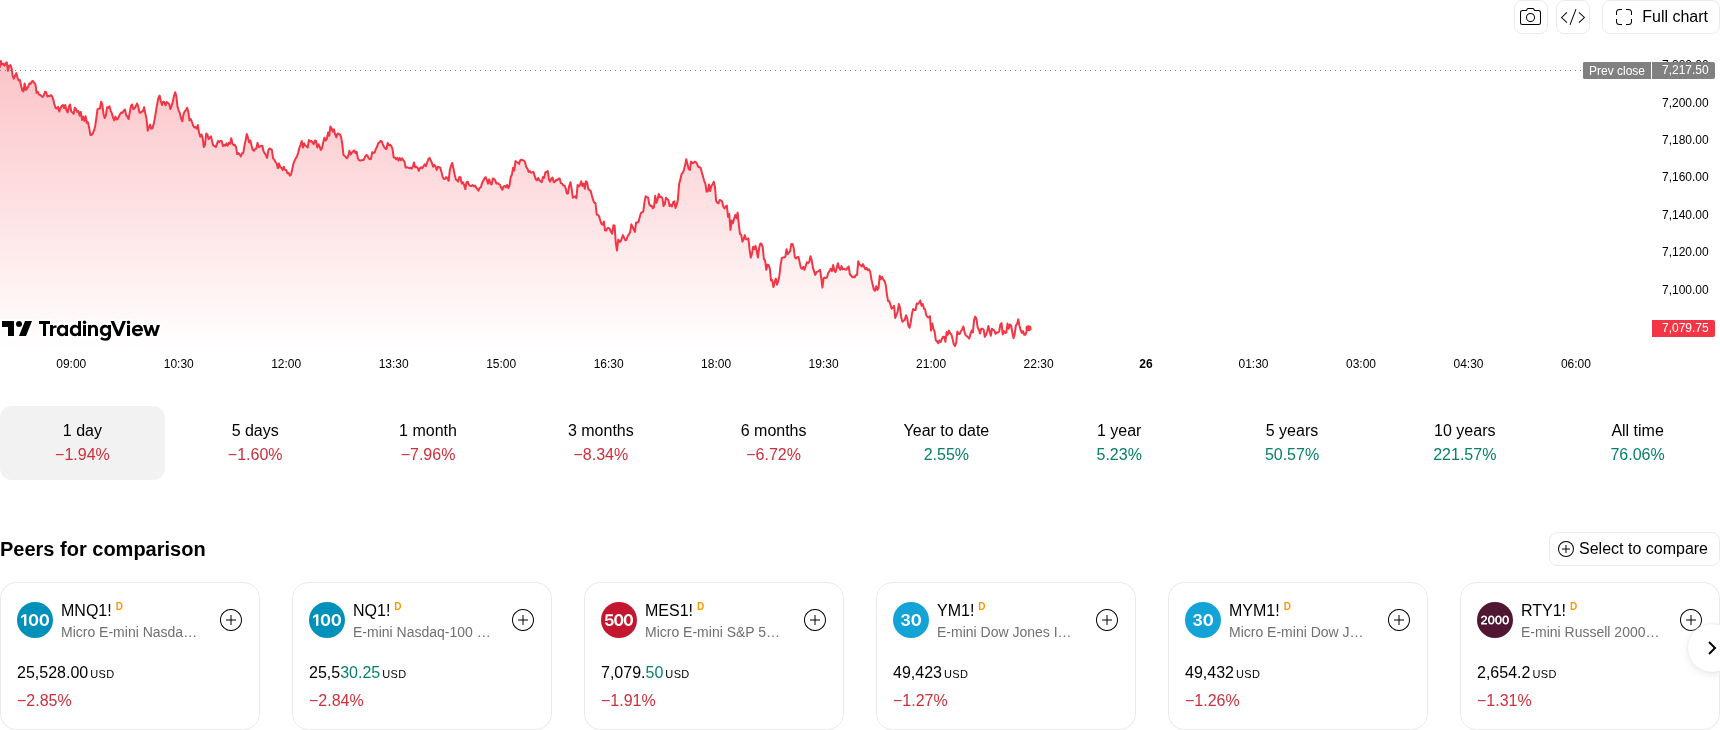 Full chart
Prev close 7,217.50
7,200.00
7,180.00
7,160.00
7,140.00
7,120.00
7,100.00
7,079.75
TradingView
09:00 10:30 12:00 13:30 15:00 16:30 18:00 19:30 21:00 22:30 26 01:30 03:00 04:30 06:00
1 day 5 days 1 month 3 months 6 months Year to date 1 year 5 years 10 years All time
−1.94% −1.60% −7.96% −8.34% −6.72% 2.55% 5.23% 50.57% 221.57% 76.06%
Peers for comparison
Select to compare
100 MNQ1! D
Micro E-mini Nasda…
25,528.00 USD
−2.85%
100 NQ1! D
E-mini Nasdaq-100 …
25,530.25 USD
−2.84%
500 MES1! D
Micro E-mini S&P 5…
7,079.50 USD
−1.91%
30 YM1! D
E-mini Dow Jones I…
49,423 USD
−1.27%
30 MYM1! D
Micro E-mini Dow J…
49,432 USD
−1.26%
2000 RTY1! D
E-mini Russell 2000…
2,654.2 USD
−1.31%